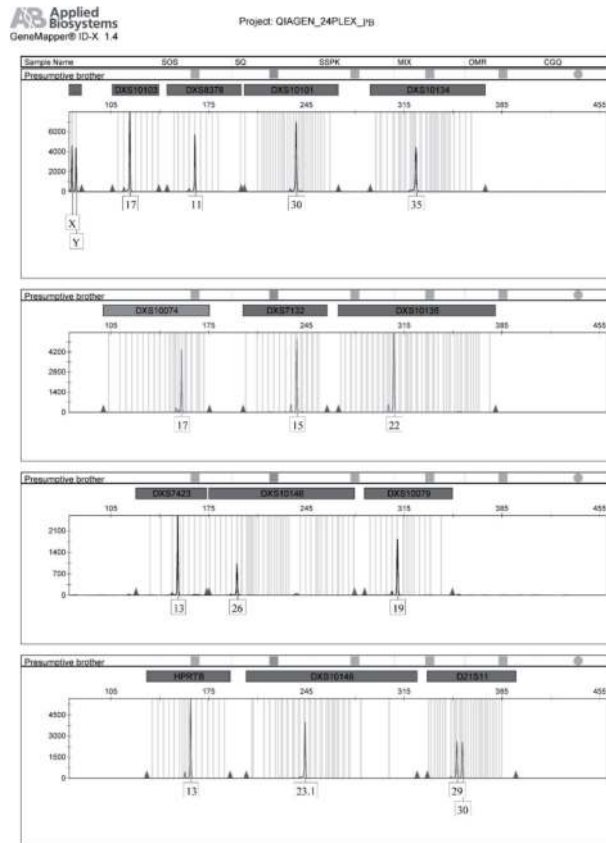 AB Applied
Biosystems
GeneMapper® ID-X 1.4
Project: QIAGEN_24PLEX_PB
Sample Name SOS SQ SSPK MIX OMR CGQ
Presumptive brother
... DXS10103 DXS8378 DXS10101 DXS10134
105 175 245 315 385 455
6000
4000
2000
0
X 17 11 30 35
Y
Presumptive brother
DXS10074 DXS7132 DXS10135
105 175 245 315 385 455
4200
2800
1400
0
17 15 22
Presumptive brother
DXS7423 DXS10146 DXS10079
105 175 245 315 385 455
2100
1400
700
0
13 26 19
Presumptive brother
HPRTB DXS10148 D21S11
105 175 245 315 385 455
4500
3000
1500
0
13 23.1 29
30